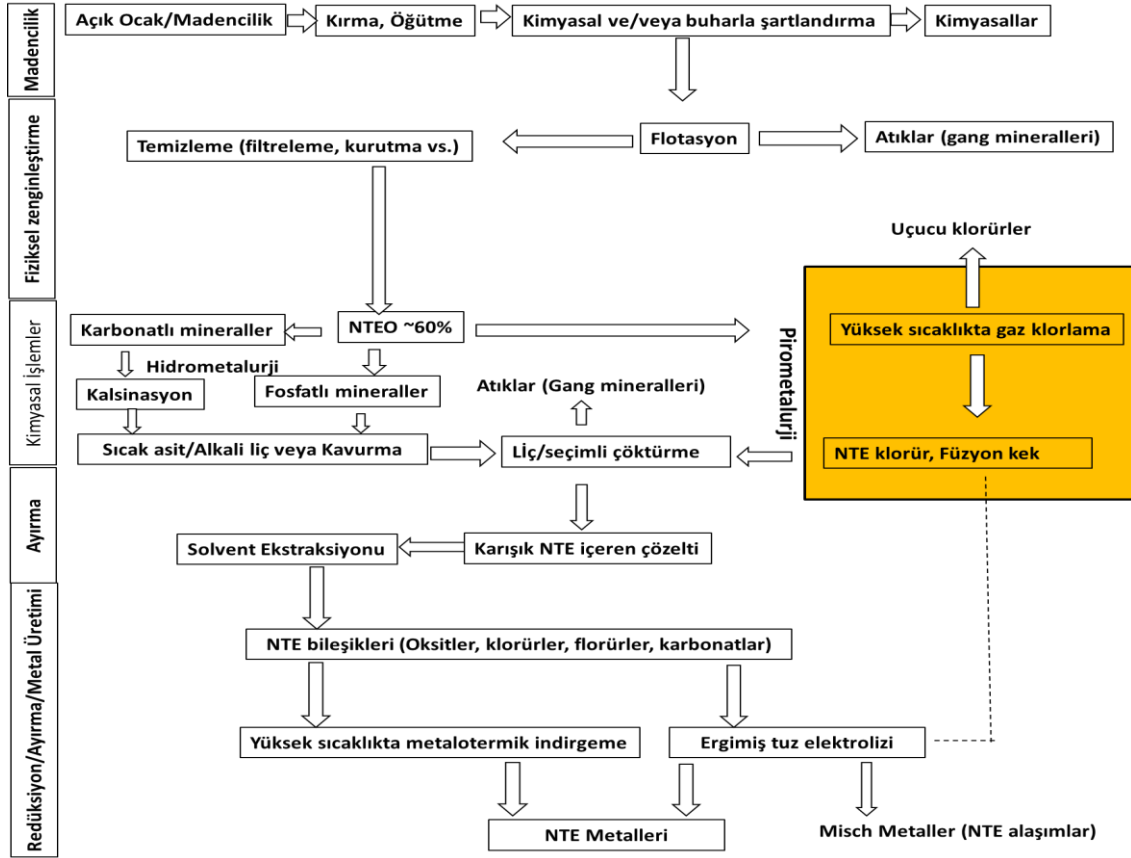 Madencilik
Açık Ocak/Madencilik
Kırma, Öğütme
Kimyasal ve/veya buharla şartlandırma
Kimyasallar
Fiziksel zenginleştirme
Temizleme (filtreleme, kurutma vs.)
Flotasyon
Atıklar (gang mineralleri)
Uçucu klorürler
Kimyasal İşlemler
Karbonatlı mineraller
NTEO ~60%
Pirometalurji
Yüksek sıcaklıkta gaz klorlama
Hidrometalurji
Kalsinasyon
Fosfatlı mineraller
Atıklar (Gang mineralleri)
Sıcak asit/Alkali liç veya Kavurma
Lİç/seçimli çöktürme
NTE klorür, Füzyon kek
Ayırma
Solvent Ekstraksiyonu
Karışık NTE içeren çözelti
Redüksiyon/Ayırma/Metal Üretimi
NTE bileşikleri (Oksitler, klorürler, florürler, karbonatlar)
Yüksek sıcaklıkta metalotermik indirgeme
Ergimiş tuz elektrolizi
NTE Metalleri
Misch Metaller (NTE alaşımlar)